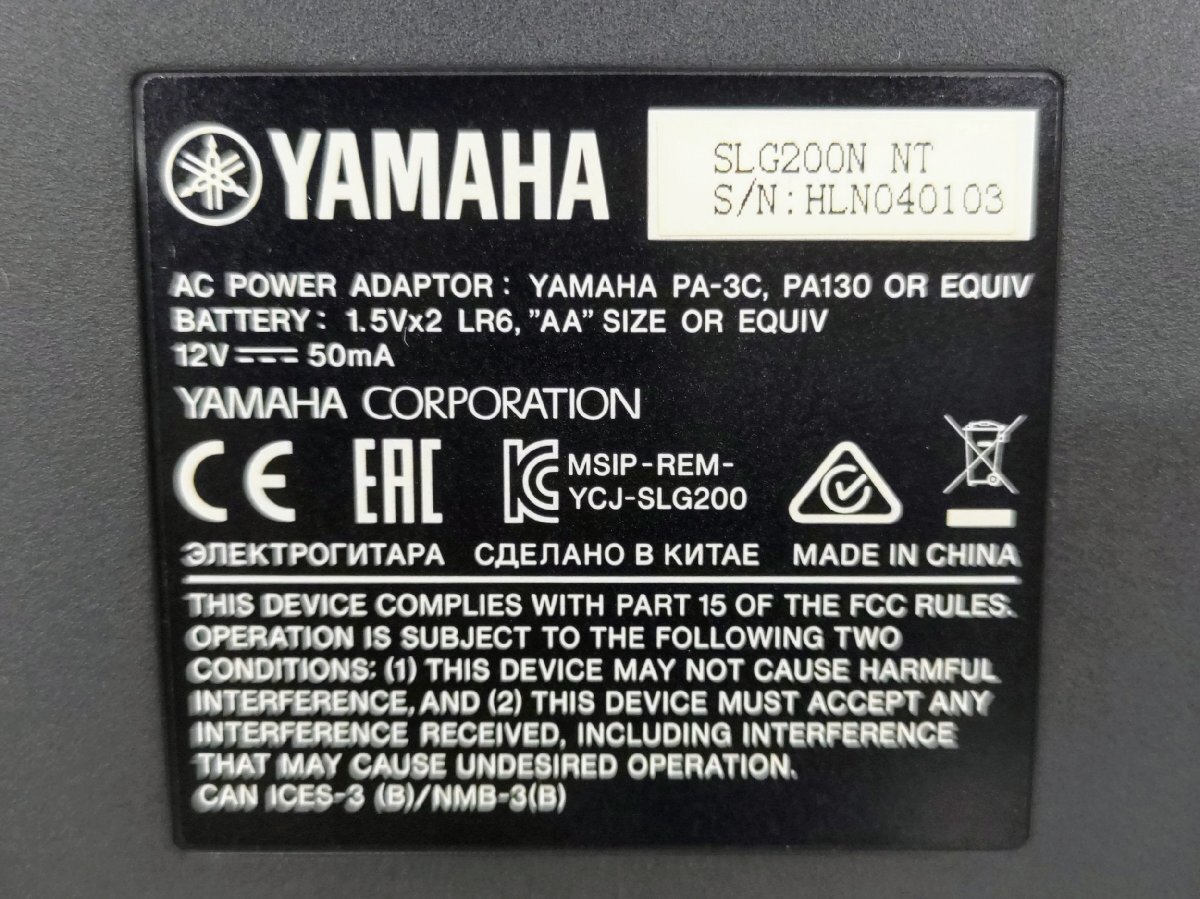 YAMAHA
SLG200N NT
S/N:HLN040103
AC POWER ADAPTOR : YAMAHA PA-3C, PA130 OR EQUIV
BATTERY : 1.5Vx2 LR6, "AA" SIZE OR EQUIV
12V 50mA
YAMAHA CORPORATION
CE EAC KC MSIP-REM-
YCJ-SLG200
ЭЛЕКТРОГИТАРА СДЕЛАНО В КИТАЕ MADE IN CHINA
THIS DEVICE COMPLIES WITH PART 15 OF THE FCC RULES.
OPERATION IS SUBJECT TO THE FOLLOWING TWO
CONDITIONS: (1) THIS DEVICE MAY NOT CAUSE HARMFUL
INTERFERENCE, AND (2) THIS DEVICE MUST ACCEPT ANY
INTERFERENCE RECEIVED, INCLUDING INTERFERENCE
THAT MAY CAUSE UNDESIRED OPERATION.
CAN ICES-3 (B)/NMB-3(B)